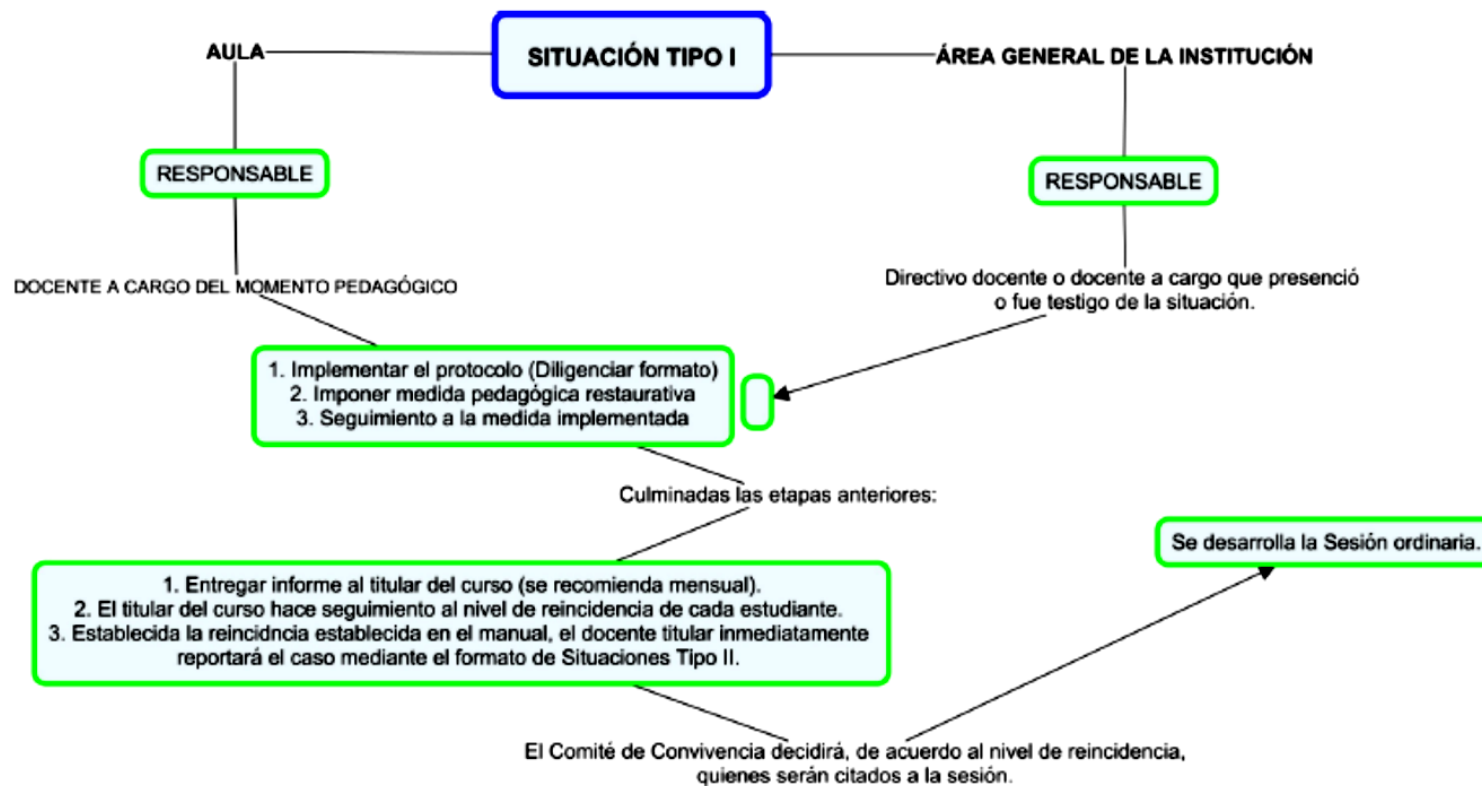 SITUACIÓN TIPO I
AULA
ÁREA GENERAL DE LA INSTITUCIÓN
RESPONSABLE
RESPONSABLE
DOCENTE A CARGO DEL MOMENTO PEDAGÓGICO
Directivo docente o docente a cargo que presenció
o fue testigo de la situación.
1. Implementar el protocolo (Diligenciar formato)
2. Imponer medida pedagógica restaurativa
3. Seguimiento a la medida implementada
Culminadas las etapas anteriores:
1. Entregar informe al titular del curso (se recomienda mensual).
2. El titular del curso hace seguimiento al nivel de reincidencia de cada estudiante.
3. Establecida la reincidncia establecida en el manual, el docente titular inmediatamente
reportará el caso mediante el formato de Situaciones Tipo II.
El Comité de Convivencia decidirá, de acuerdo al nivel de reincidencia,
quienes serán citados a la sesión.
Se desarrolla la Sesión ordinaria.